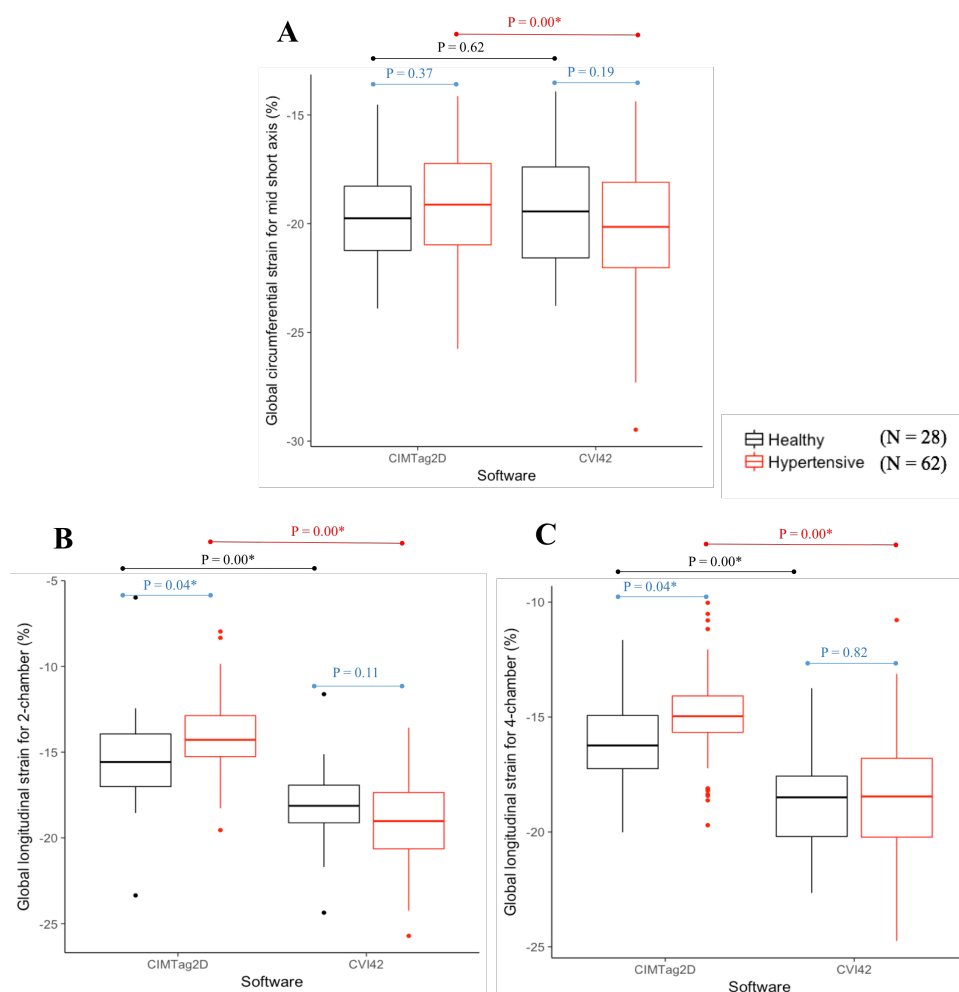 A
P = 0.00*
P = 0.62
P = 0.37
P = 0.19
Global circumferential strain for mid short axis (%)
-15
-20
-25
-30
CIMTag2D
CVI42
Software
Healthy (N = 28)
Hypertensive (N = 62)
B
P = 0.00*
P = 0.00*
P = 0.04*
P = 0.11
Global longitudinal strain for 2-chamber (%)
-5
-10
-15
-20
-25
CIMTag2D
CVI42
Software
C
P = 0.00*
P = 0.00*
P = 0.04*
P = 0.82
Global longitudinal strain for 4-chamber (%)
-10
-15
-20
-25
CIMTag2D
CVI42
Software